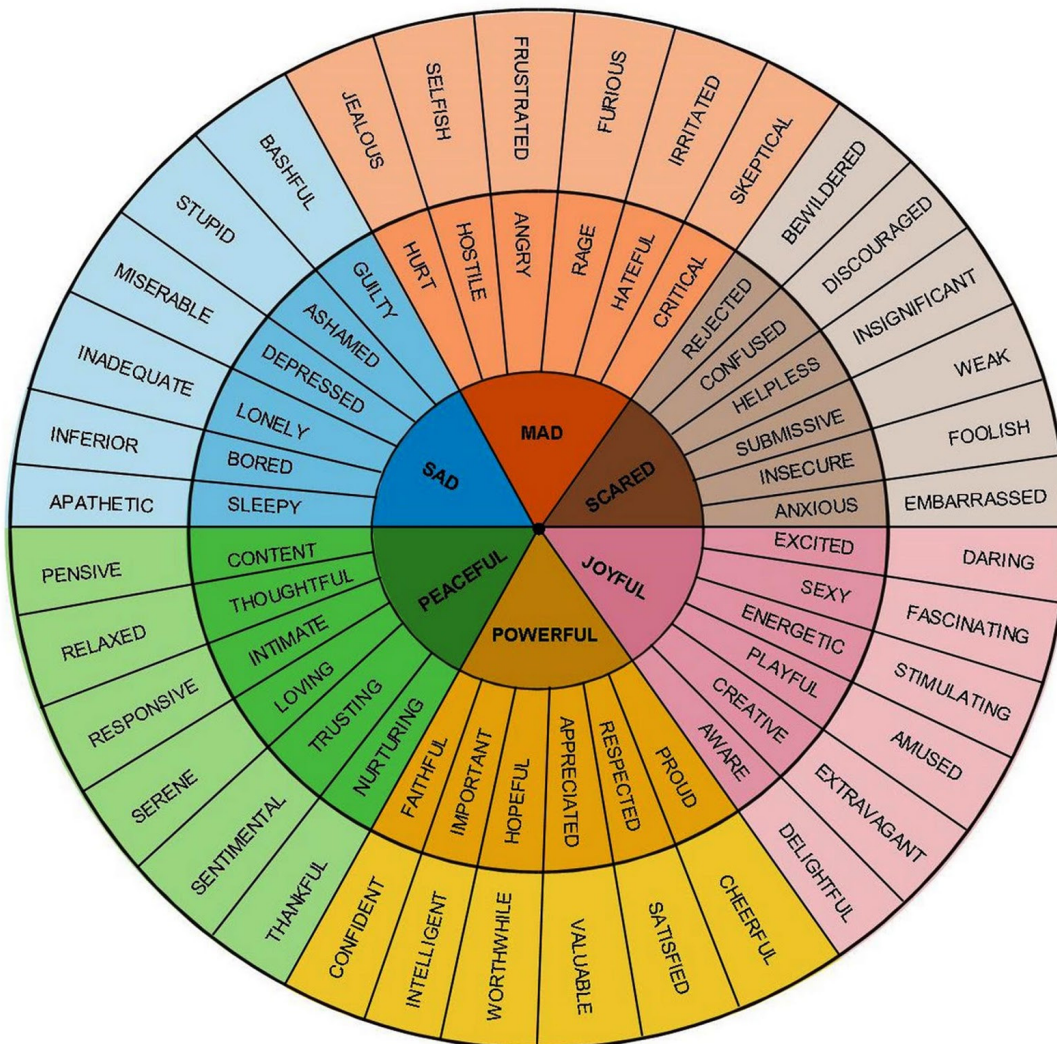 MAD
HURT
HOSTILE
ANGRY
RAGE
HATEFUL
CRITICAL
JEALOUS
SELFISH
FRUSTRATED
FURIOUS
IRRITATED
SKEPTICAL
SCARED
REJECTED
CONFUSED
HELPLESS
SUBMISSIVE
INSECURE
ANXIOUS
BEWILDERED
DISCOURAGED
INSIGNIFICANT
WEAK
FOOLISH
EMBARRASSED
JOYFUL
EXCITED
SEXY
ENERGETIC
PLAYFUL
CREATIVE
AWARE
DARING
FASCINATING
STIMULATING
AMUSED
EXTRAVAGANT
DELIGHTFUL
POWERFUL
PROUD
RESPECTED
APPRECIATED
HOPEFUL
IMPORTANT
FAITHFUL
CHEERFUL
SATISFIED
VALUABLE
WORTHWHILE
INTELLIGENT
CONFIDENT
PEACEFUL
NURTURING
TRUSTING
LOVING
INTIMATE
THOUGHTFUL
CONTENT
THANKFUL
SENTIMENTAL
SERENE
RESPONSIVE
RELAXED
PENSIVE
SAD
SLEEPY
BORED
LONELY
DEPRESSED
ASHAMED
GUILTY
APATHETIC
INFERIOR
INADEQUATE
MISERABLE
STUPID
BASHFUL